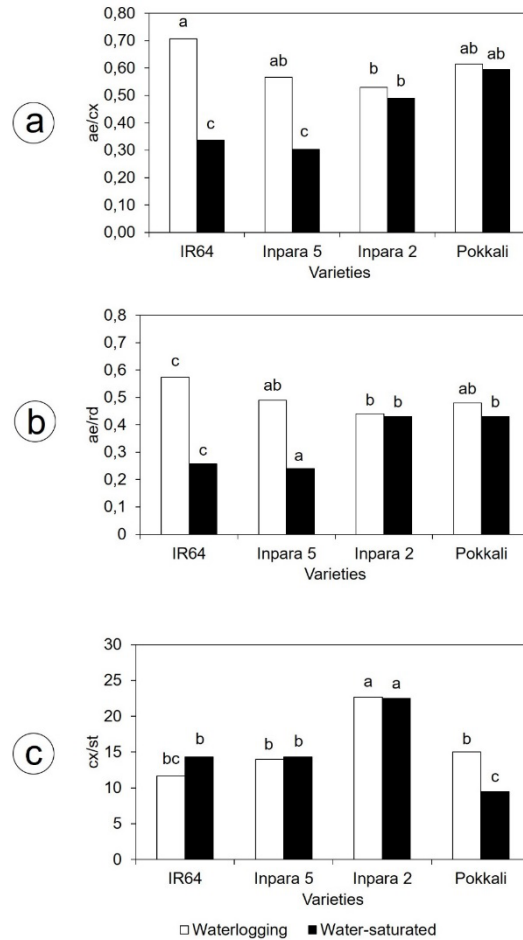 a
ae/cx
0,80
0,70
0,60
0,50
0,40
0,30
0,20
0,10
0,00
a
c
ab
c
b
b
ab
ab
IR64 Inpara 5 Inpara 2 Pokkali
Varieties
b
ae/rd
0,8
0,7
0,6
0,5
0,4
0,3
0,2
0,1
0
c
c
ab
a
b
b
ab
b
IR64 Inpara 5 Inpara 2 Pokkali
Varieties
c
cx/st
30
25
20
15
10
5
0
bc
b
b
b
a
a
b
c
IR64 Inpara 5 Inpara 2 Pokkali
Varieties
Waterlogging Water-saturated